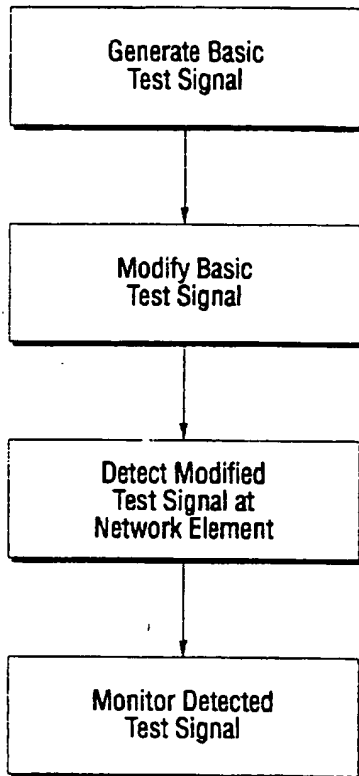 Generate Basic
Test Signal
Modify Basic
Test Signal
Detect Modified
Test Signal at
Network Element
Monitor Detected
Test Signal